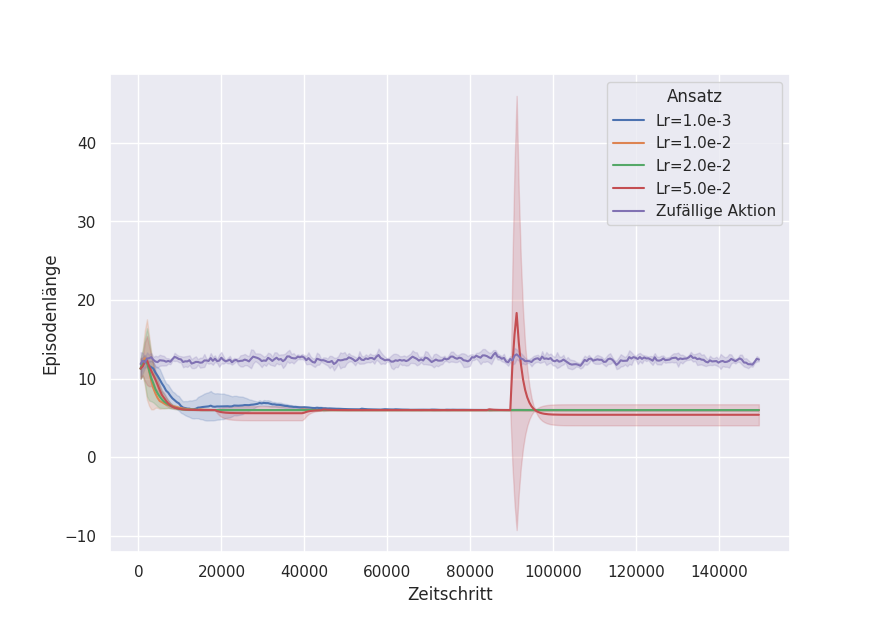 Ansatz
Lr=1.0e-3
Lr=1.0e-2
Lr=2.0e-2
Lr=5.0e-2
Zufällige Aktion
Episodenlänge
40
30
20
10
0
−10
0 20000 40000 60000 80000 100000 120000 140000
Zeitschritt